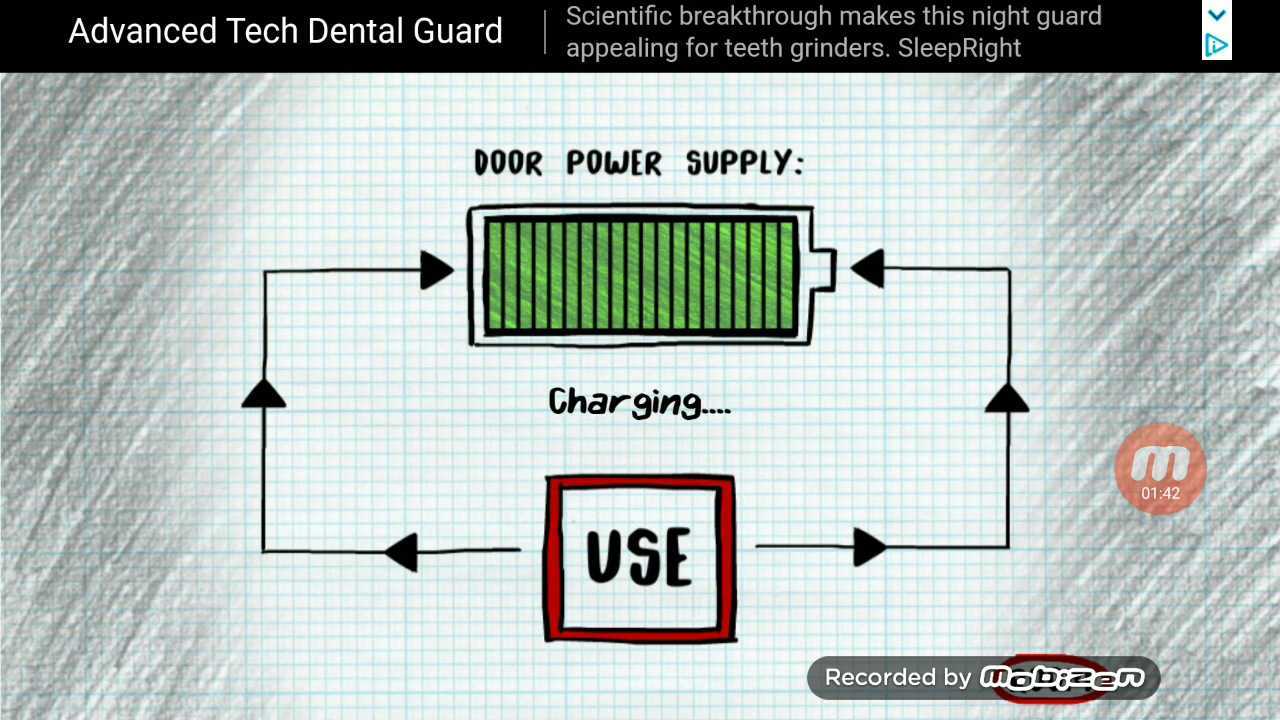 Advanced Tech Dental Guard
Scientific breakthrough makes this night guard
appealing for teeth grinders. SleepRight
DOOR POWER SUPPLY:
Charging....
m
01:42
USE
Recorded by mobizen